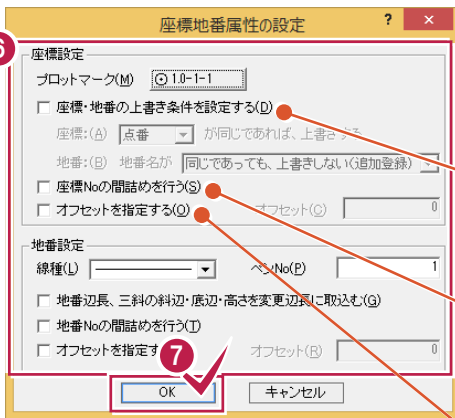 座標地番属性の設定 ? ×
6
座標設定
プロットマーク(M) 1.0-1-1
座標・地番の上書き条件を設定する(D)
座標:(A) 点番 が同じであれば、上書きする
地番:(B) 地番名が 同じであっても、上書きしない(追加登録)
座標Noの間詰めを行う(S)
オフセットを指定する(O) オフセット(C) 0
地番設定
線種(L) ペンNo(P) 1
地番辺長、三斜の斜辺・底辺・高さを変更辺長に取込む(G)
地番Noの間詰めを行う(T)
オフセットを指定す オフセット(R) 0
7
OK キャンセル